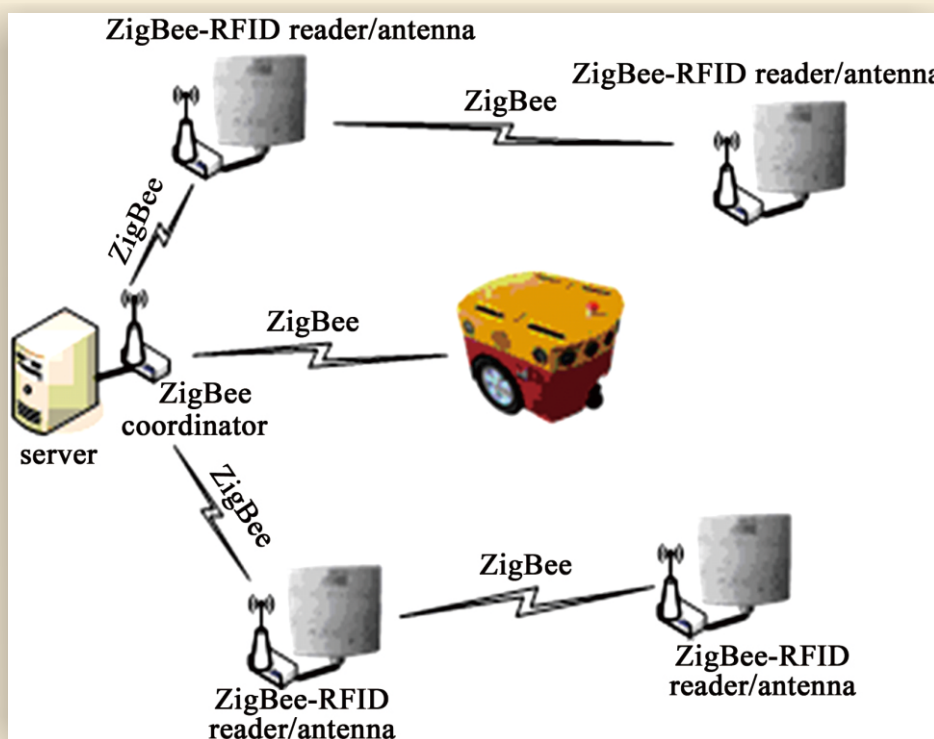 ZigBee-RFID reader/antenna
ZigBee-RFID reader/antenna
ZigBee
ZigBee
ZigBee
ZigBee
coordinator
server
ZigBee
ZigBee
ZigBee-RFID
reader/antenna
ZigBee-RFID
reader/antenna